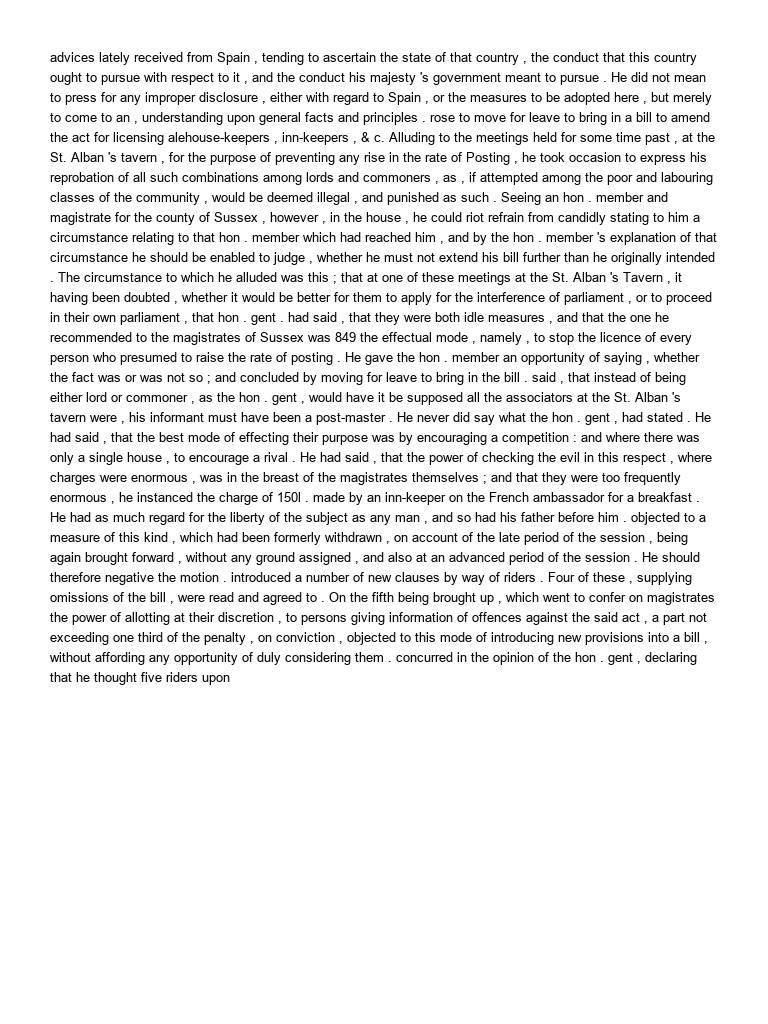 advices lately received from Spain , tending to ascertain the state of that country , the conduct that this country
ought to pursue with respect to it , and the conduct his majesty 's government meant to pursue . He did not mean
to press for any improper disclosure , either with regard to Spain , or the measures to be adopted here , but merely
to come to an , understanding upon general facts and principles . rose to move for leave to bring in a bill to amend
the act for licensing alehouse-keepers , inn-keepers , & c. Alluding to the meetings held for some time past , at the
St. Alban 's tavern , for the purpose of preventing any rise in the rate of Posting , he took occasion to express his
reprobation of all such combinations among lords and commoners , as , if attempted among the poor and labouring
classes of the community , would be deemed illegal , and punished as such . Seeing an hon . member and
magistrate for the county of Sussex , however , in the house , he could riot refrain from candidly stating to him a
circumstance relating to that hon . member which had reached him , and by the hon . member 's explanation of that
circumstance he should be enabled to judge , whether he must not extend his bill further than he originally intended
. The circumstance to which he alluded was this ; that at one of these meetings at the St. Alban 's Tavern , it
having been doubted , whether it would be better for them to apply for the interference of parliament , or to proceed
in their own parliament , that hon . gent . had said , that they were both idle measures , and that the one he
recommended to the magistrates of Sussex was 849 the effectual mode , namely , to stop the licence of every
person who presumed to raise the rate of posting . He gave the hon . member an opportunity of saying , whether
the fact was or was not so ; and concluded by moving for leave to bring in the bill . said , that instead of being
either lord or commoner , as the hon . gent , would have it be supposed all the associators at the St. Alban 's
tavern were , his informant must have been a post-master . He never did say what the hon . gent , had stated . He
had said , that the best mode of effecting their purpose was by encouraging a competition : and where there was
only a single house , to encourage a rival . He had said , that the power of checking the evil in this respect , where
charges were enormous , was in the breast of the magistrates themselves ; and that they were too frequently
enormous , he instanced the charge of 150l . made by an inn-keeper on the French ambassador for a breakfast .
He had as much regard for the liberty of the subject as any man , and so had his father before him . objected to a
measure of this kind , which had been formerly withdrawn , on account of the late period of the session , being
again brought forward , without any ground assigned , and also at an advanced period of the session . He should
therefore negative the motion . introduced a number of new clauses by way of riders . Four of these , supplying
omissions of the bill , were read and agreed to . On the fifth being brought up , which went to confer on magistrates
the power of allotting at their discretion , to persons giving information of offences against the said act , a part not
exceeding one third of the penalty , on conviction , objected to this mode of introducing new provisions into a bill ,
without affording any opportunity of duly considering them . concurred in the opinion of the hon . gent , declaring
that he thought five riders upon